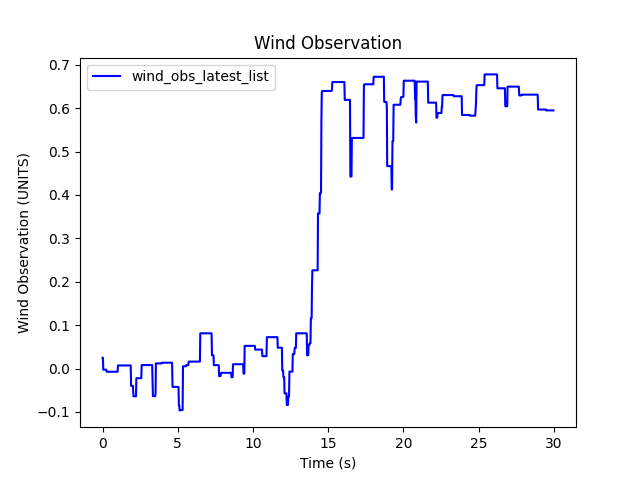 Wind Observation
wind_obs_latest_list
Wind Observation (UNITS)
0.7
0.6
0.5
0.4
0.3
0.2
0.1
0.0
−0.1
0 5 10 15 20 25 30
Time (s)